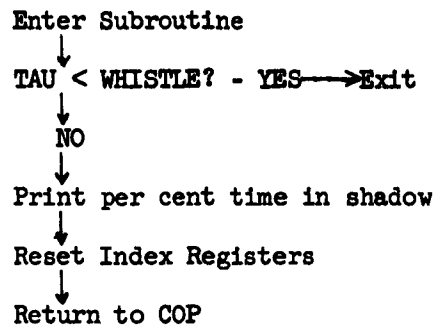 Enter Subroutine
TAU < WHISTLE? - YES Exit
NO
Print per cent time in shadow
Reset Index Registers
Return to COP